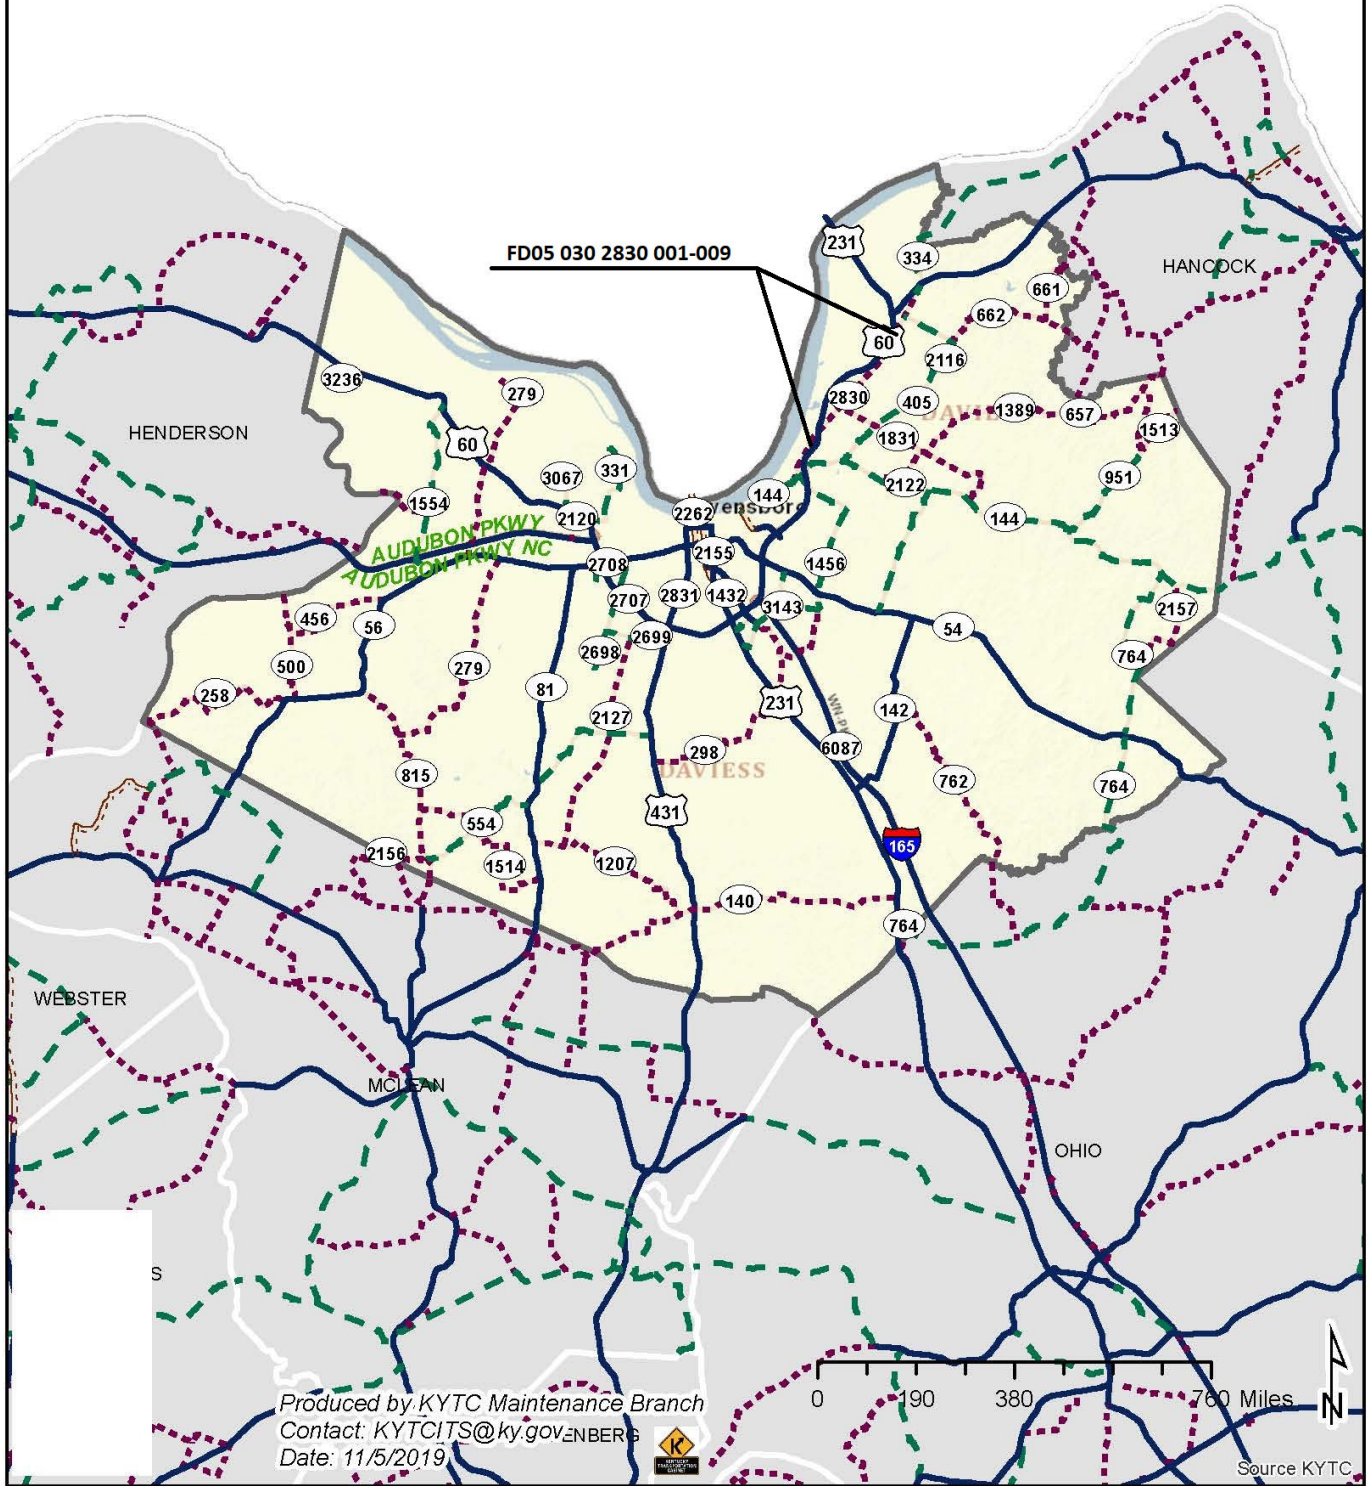 FD05 030 2830 001-009
231
334
HANCOCK
661
662
60
2116
3236
279
2830
405
1389
657
HENDERSON
60
1831
1513
3067
331
951
1554
144
2122
2120
2262
144
AUDUBON PKWY
AUDUBON PKWY NC
2708
2155
1456
2707
2831
1432
3143
2157
456
56
54
2699
2698
764
500
279
258
81
231
142
2127
298
6087
DAVIESS
815
762
764
431
554
165
2156
1514
1207
140
764
WEBSTER
MCLEAN
OHIO
S
0 190 380 760 Miles
N
Produced by KYTC Maintenance Branch
Contact: KYTCITS@ky.gov
ENBERG
Date: 11/5/2019
KENTUCKY
TRANSPORTATION
CABINET
Source KYTC